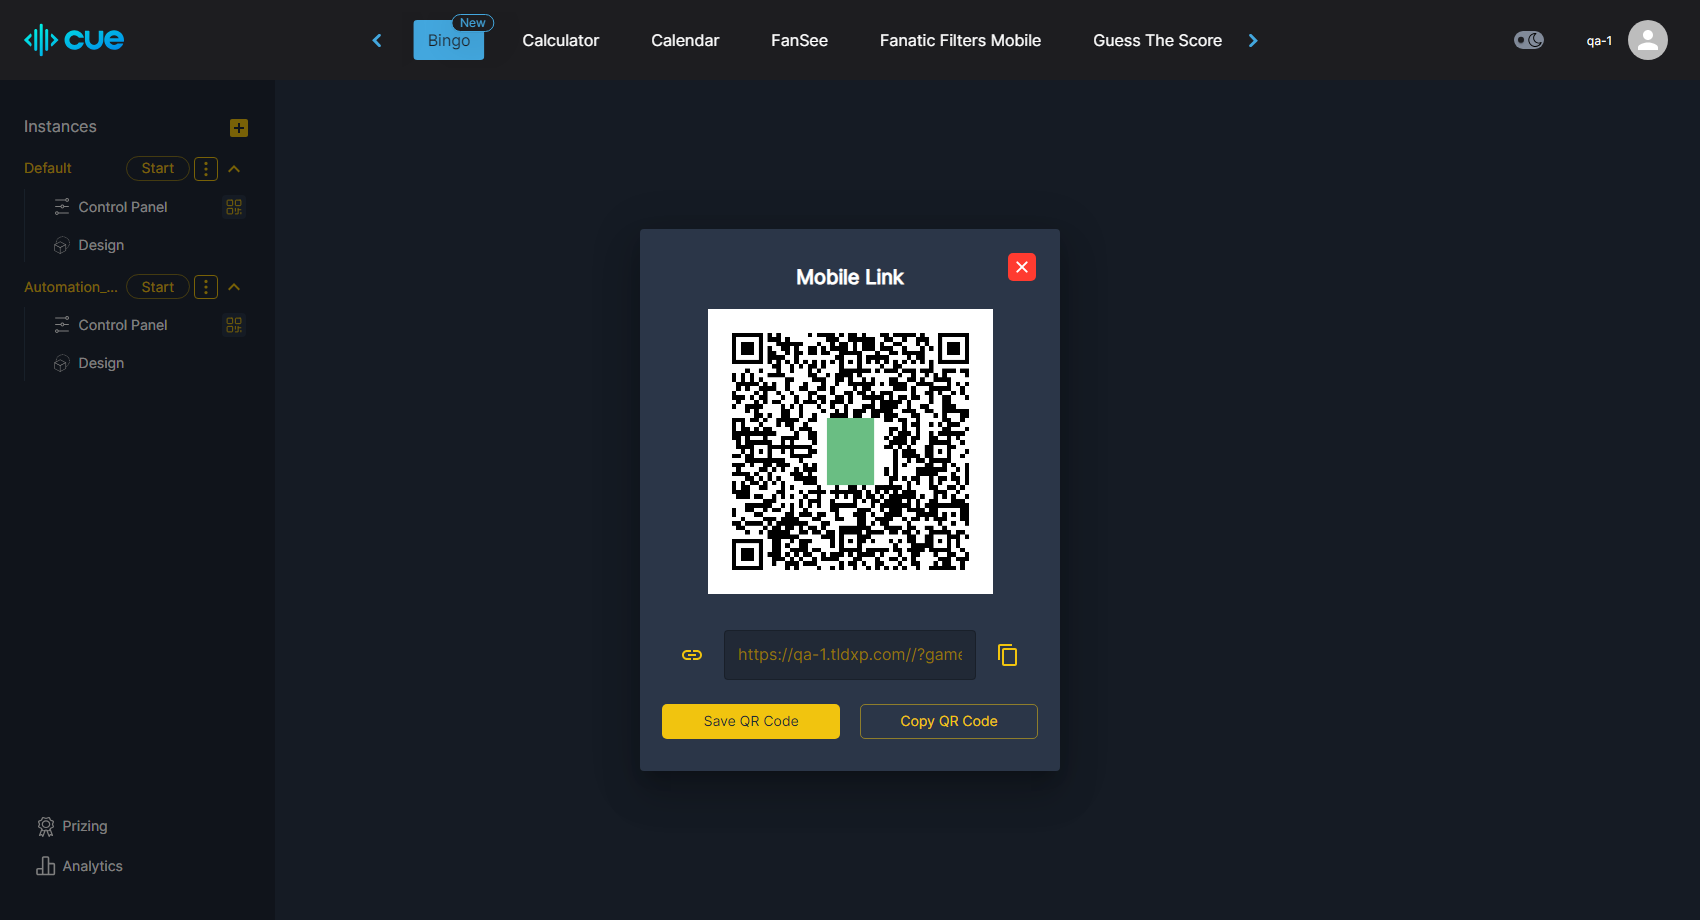 cue
New
Bingo
Calculator
Calendar
FanSee
Fanatic Filters Mobile
Guess The Score
qa-1
Instances
Default
Start
Control Panel
Design
Automation_...
Start
Control Panel
Design
Prizing
Analytics
Mobile Link
https://qa-1.tldxp.com//?game
Save QR Code
Copy QR Code